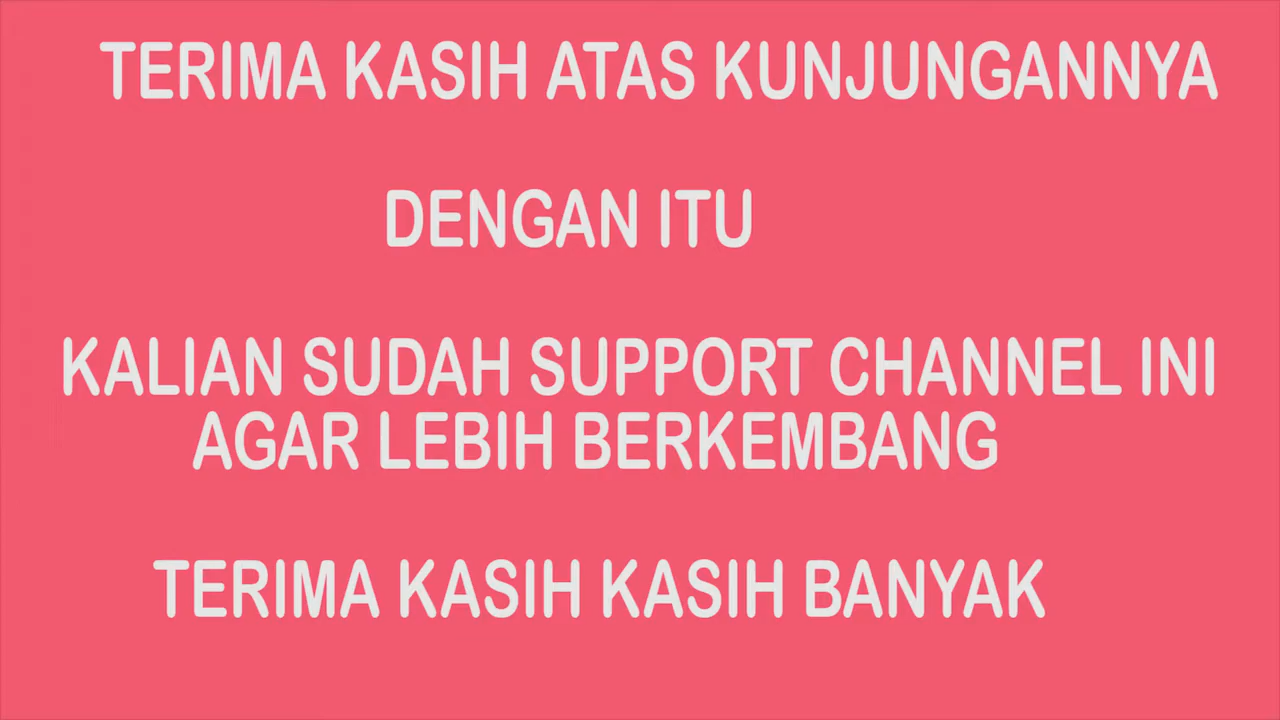 TERIMA KASIH ATAS KUNJUNGANNYA
DENGAN ITU
KALIAN SUDAH SUPPORT CHANNEL INI
AGAR LEBIH BERKEMBANG
TERIMA KASIH KASIH BANYAK